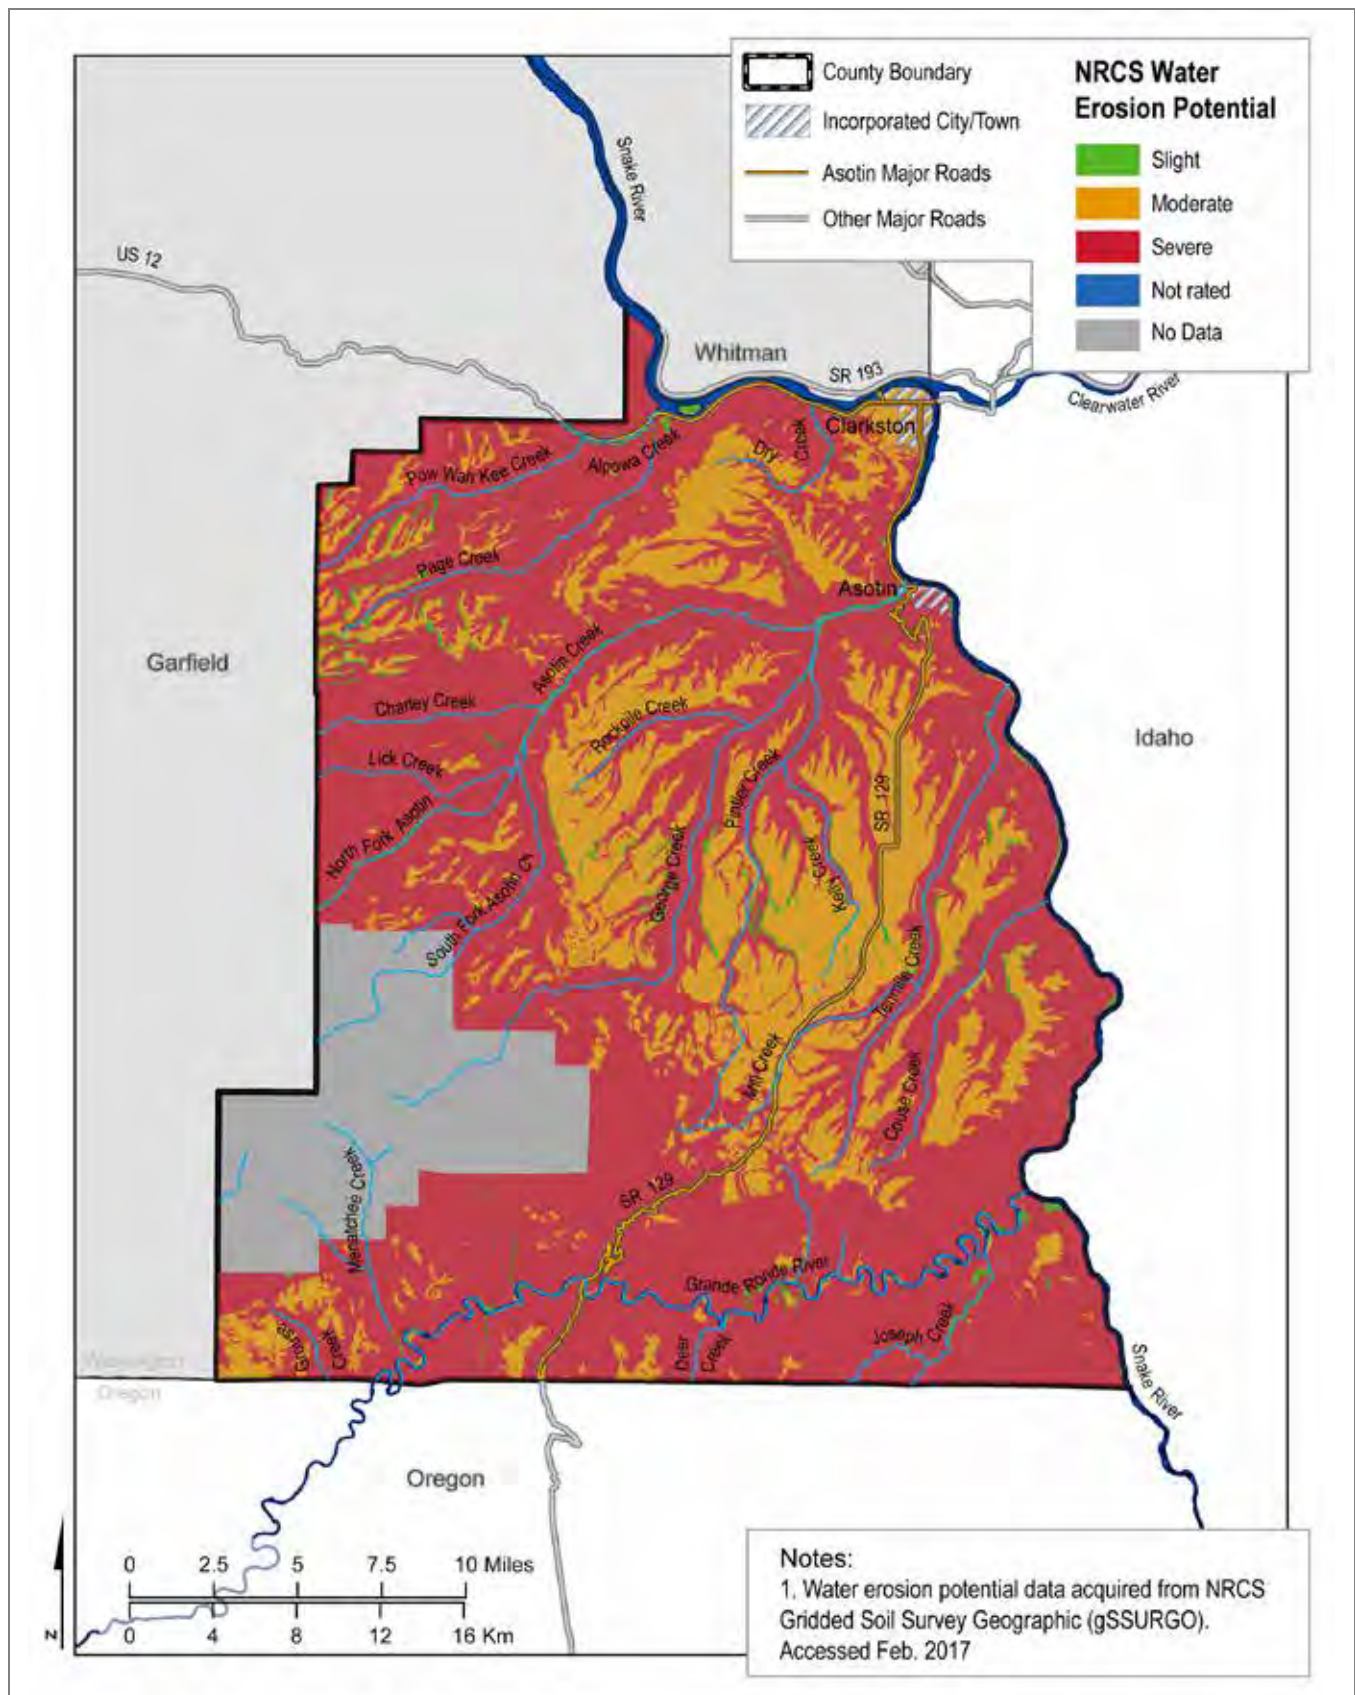 County Boundary
Incorporated City/Town
Asotin Major Roads
Other Major Roads
NRCS Water
Erosion Potential
Slight
Moderate
Severe
Not rated
No Data
Snake River
US 12
Whitman
SR 193
Clearwater River
Clarkston
Dry
Creek
Alpowa Creek
Pow Wah Kee Creek
Page Creek
Asotin
Garfield
Asotin Creek
Charley Creek
Rockpile Creek
Idaho
Lick Creek
Pintler Creek
SR 129
North Fork Asotin
South Fork Asotin Ch
George Creek
Kelly Creek
Tenmile Creek
Mill Creek
Couse Creek
Menatchee Creek
SR 129
Grande Ronde River
Grouse
Creek
Deer
Creek
Joseph Creek
Washington
Oregon
Snake River
Oregon
0 2.5 5 7.5 10 Miles
0 4 8 12 16 Km
N
Notes:
1. Water erosion potential data acquired from NRCS
Gridded Soil Survey Geographic (gSSURGO).
Accessed Feb. 2017